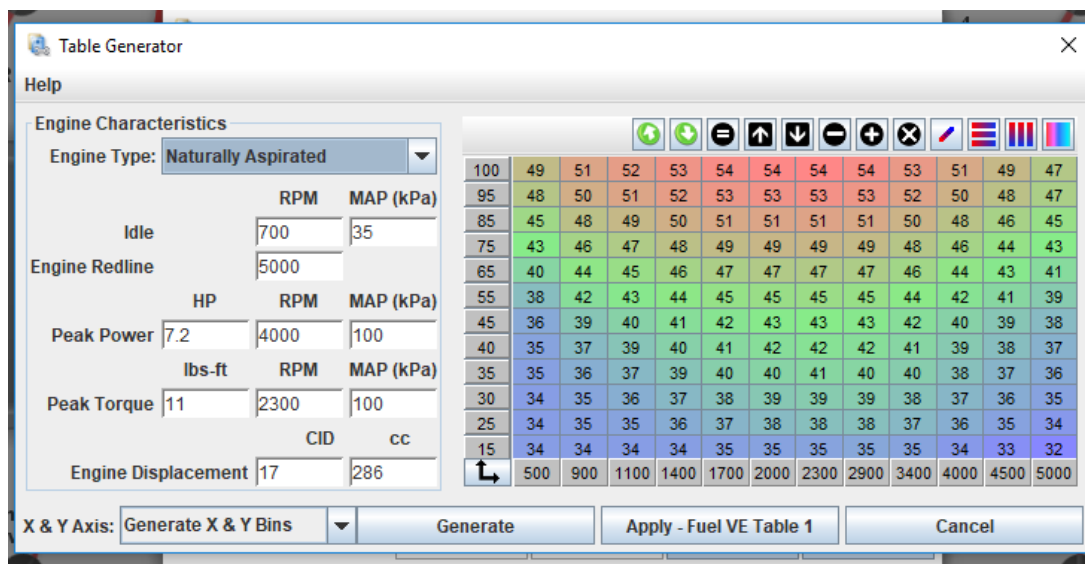 Table Generator
Help
Engine Characteristics
Engine Type: Naturally Aspirated
RPM MAP (kPa)
Idle 700 35
Engine Redline 5000
HP RPM MAP (kPa)
Peak Power 7.2 4000 100
lbs-ft RPM MAP (kPa)
Peak Torque 11 2300 100
CID cc
Engine Displacement 17 286
100 49 51 52 53 54 54 54 54 53 51 49 47
95 48 50 51 52 53 53 53 53 52 50 48 47
85 45 48 49 50 51 51 51 51 50 48 46 45
75 43 46 47 48 49 49 49 49 48 46 44 43
65 40 44 45 46 47 47 47 47 46 44 43 41
55 38 42 43 44 45 45 45 45 44 42 41 39
45 36 39 40 41 42 43 43 43 42 40 39 38
40 35 37 39 40 41 42 42 42 41 39 38 37
35 35 36 37 39 40 40 41 40 40 38 37 36
30 34 35 36 37 38 39 39 39 38 37 36 35
25 34 35 35 36 37 38 38 38 37 36 35 34
15 34 34 34 34 35 35 35 35 35 34 33 32
500 900 1100 1400 1700 2000 2300 2900 3400 4000 4500 5000
X & Y Axis: Generate X & Y Bins Generate Apply - Fuel VE Table 1 Cancel